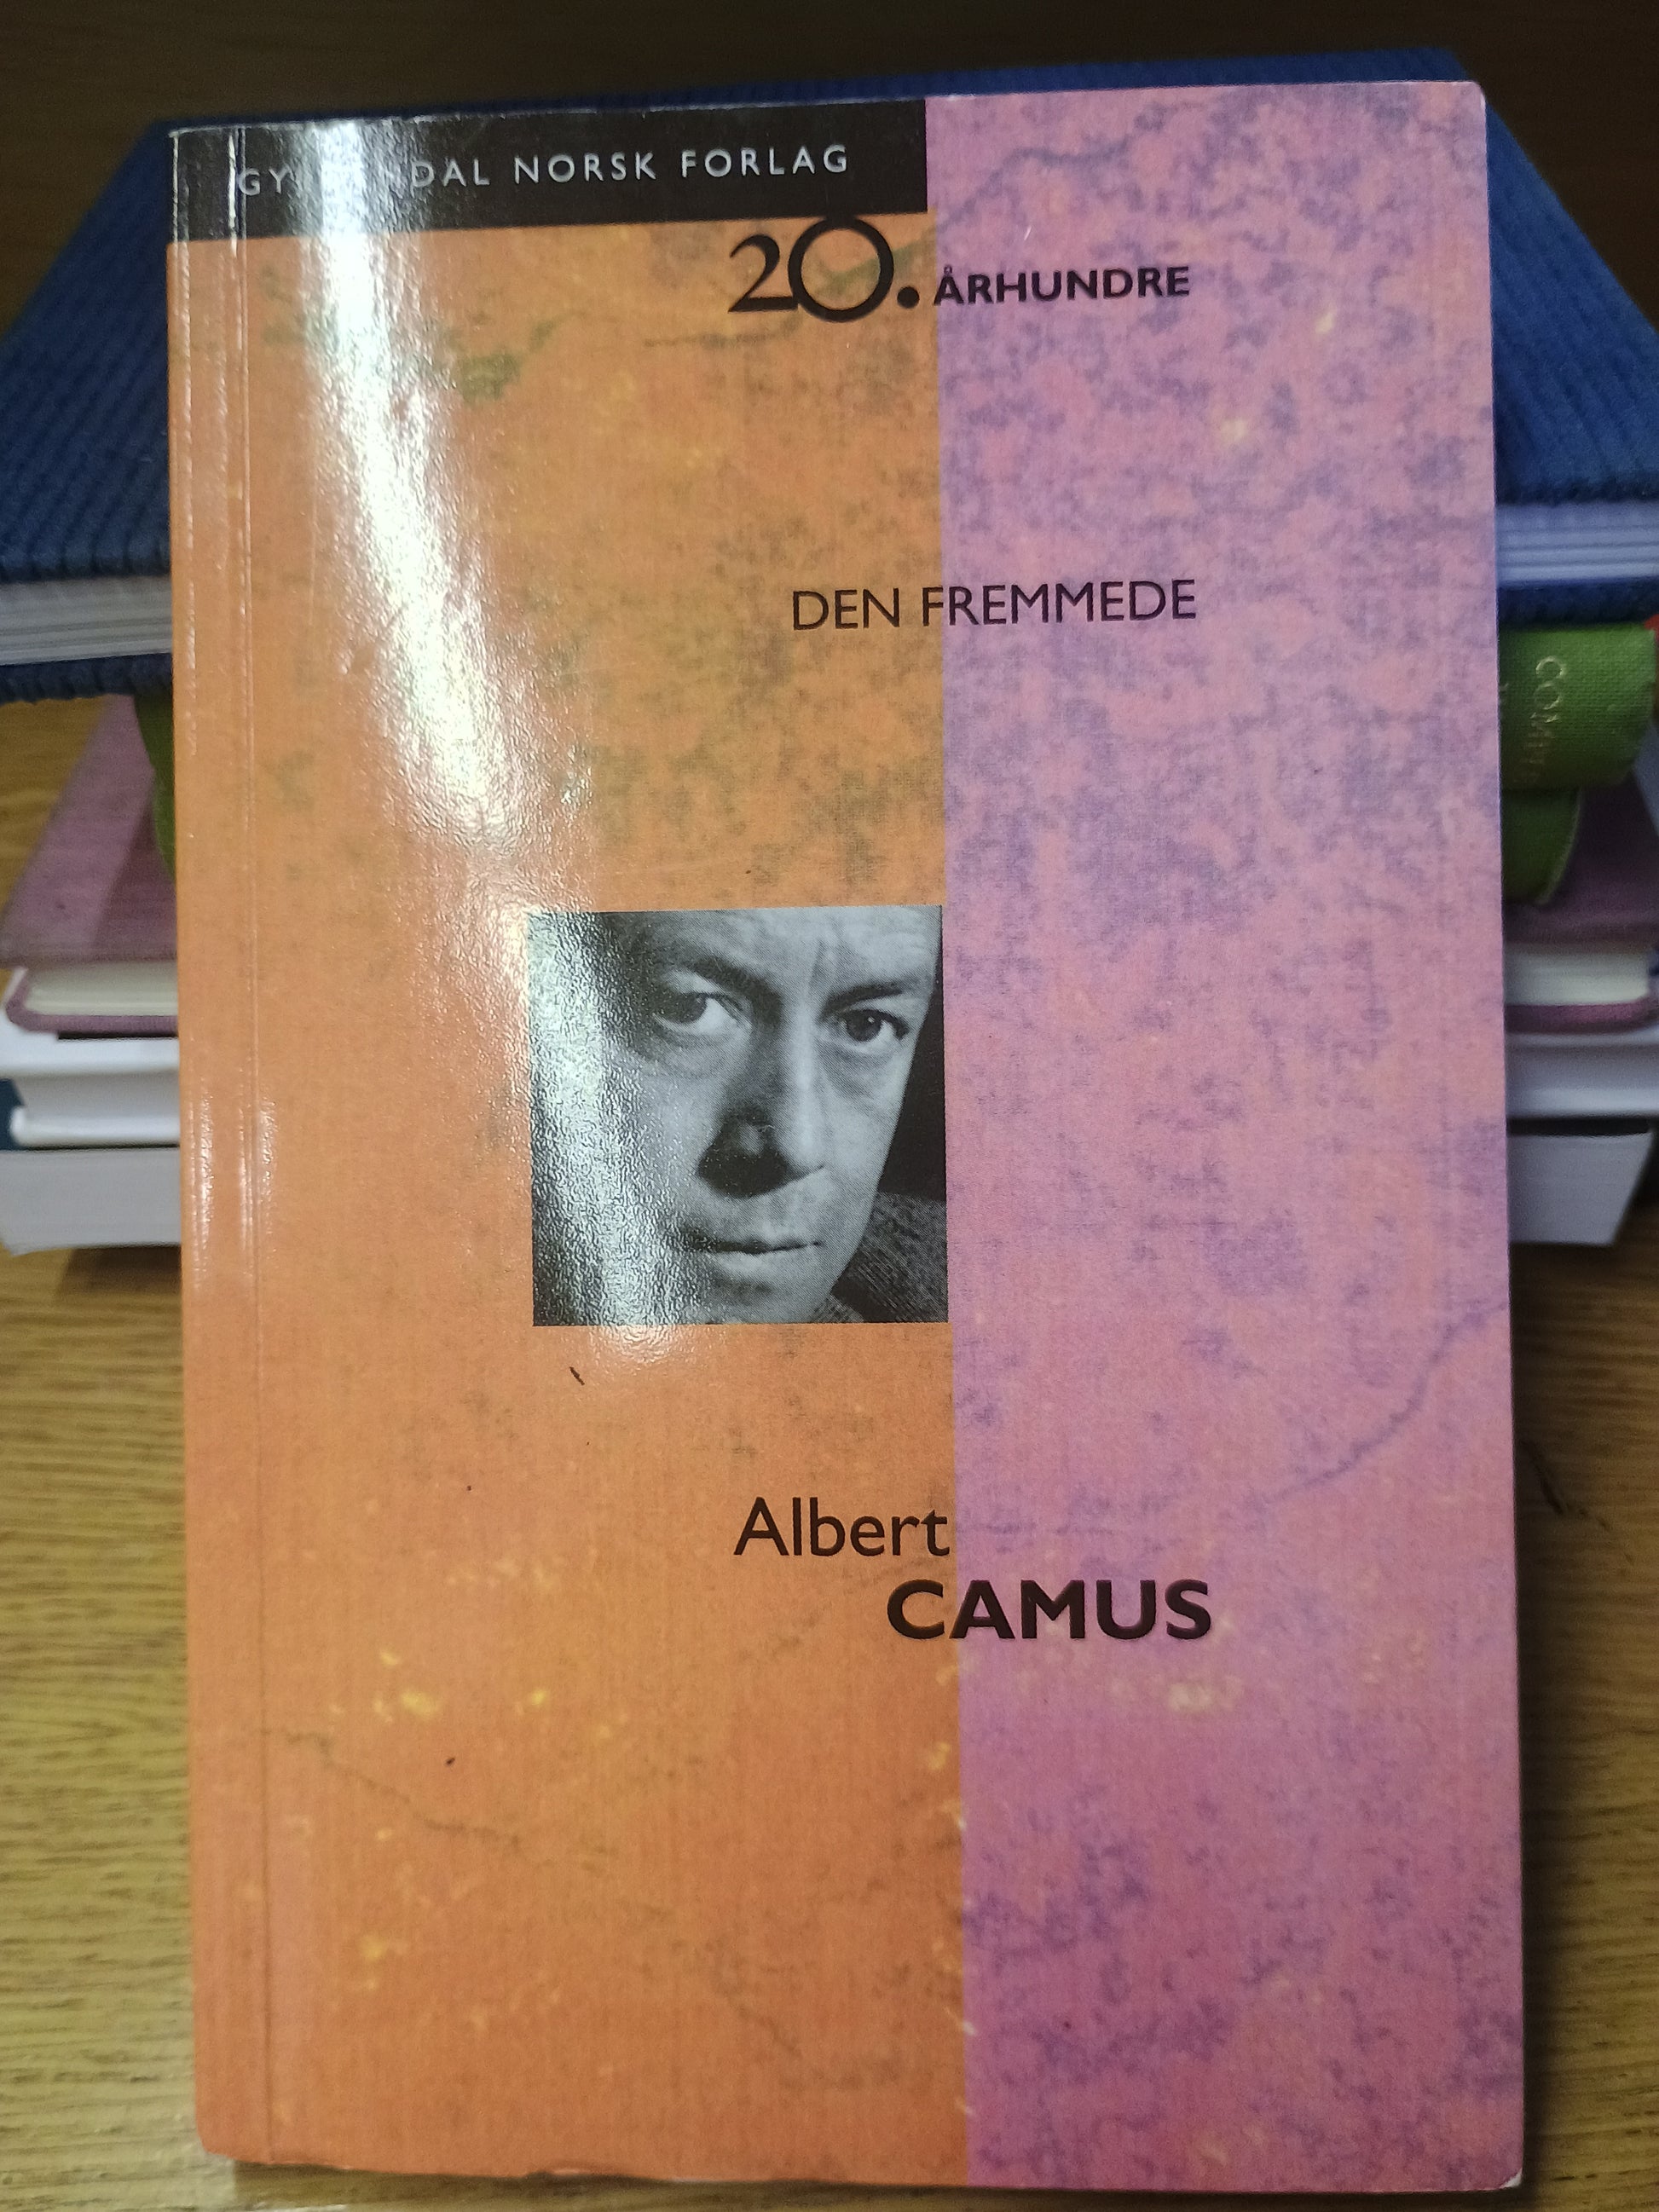 NORSK FORLAG
20. ÅRHUNDRE
DEN FREMMEDE
Albert
CAMUS